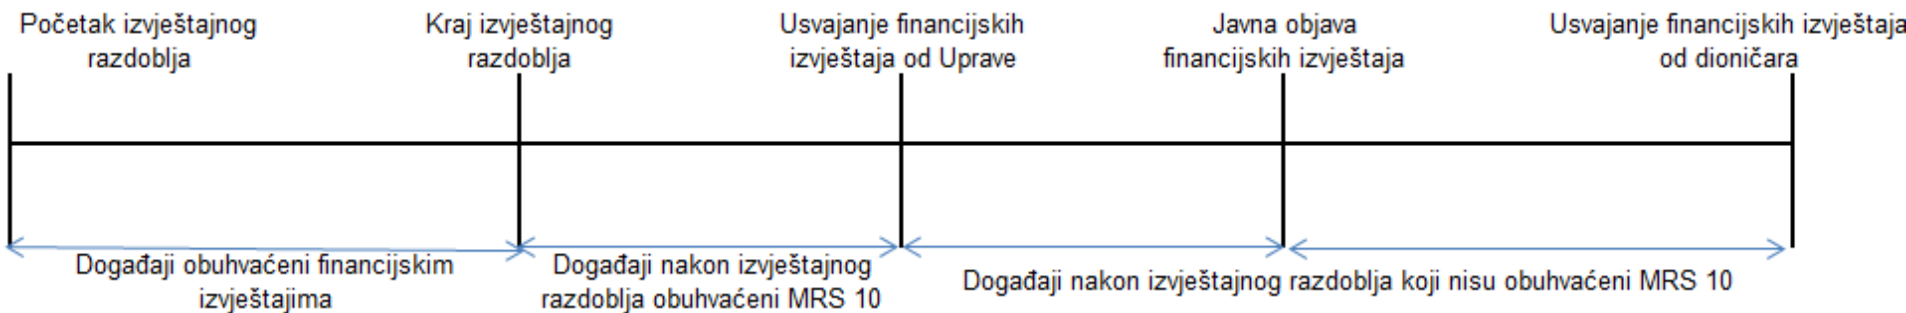 Početak izvještajnog
razdoblja
Kraj izvještajnog
razdoblja
Usvajanje financijskih
izvještaja od Uprave
Javna objava
financijskih izvještaja
Usvajanje financijskih izvještaja
od dioničara
Događaji obuhvaćeni financijskim
izvještajima
Događaji nakon izvještajnog
razdoblja obuhvaćeni MRS 10
Događaji nakon izvještajnog razdoblja koji nisu obuhvaćeni MRS 10